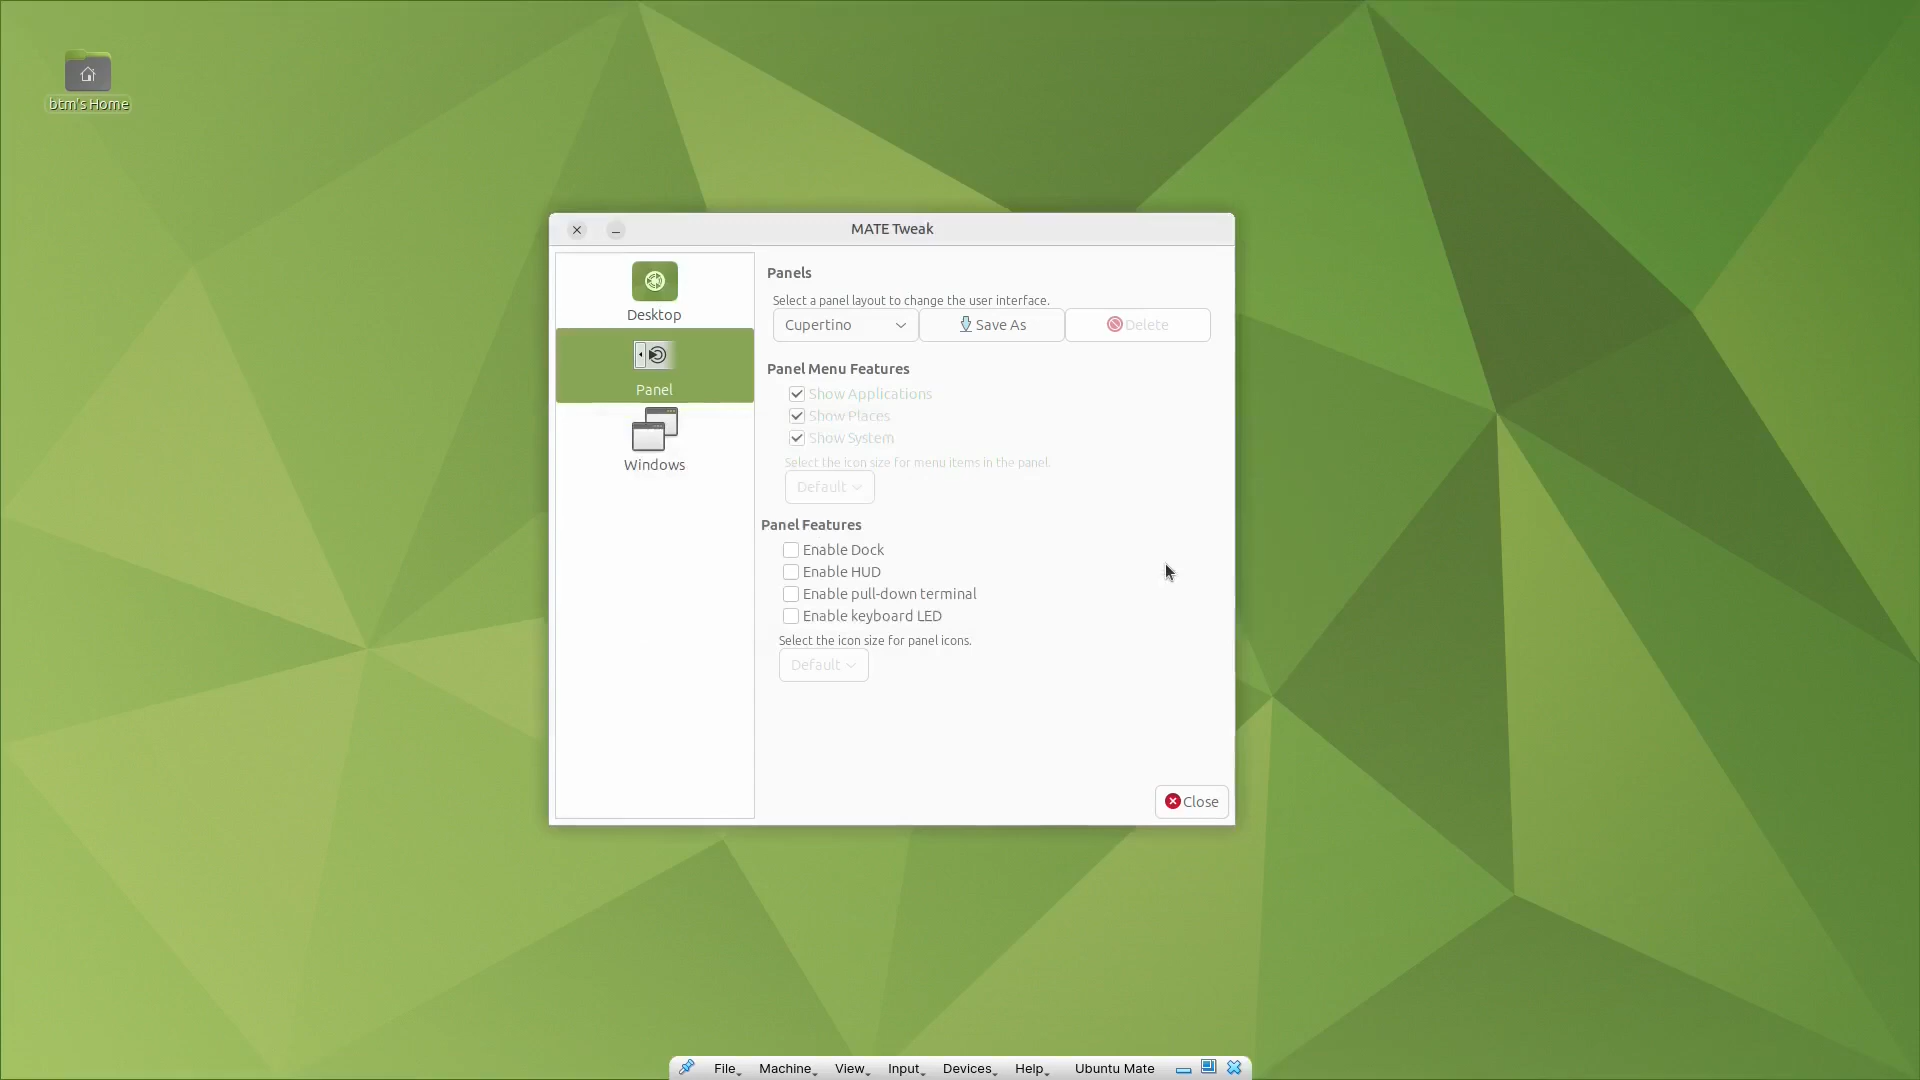 btm's Home
MATE Tweak
Desktop
Panel
Windows
Panels
Select a panel layout to change the user interface.
Cupertino Save As Delete
Panel Menu Features
Show Applications
Show Places
Show System
Select the icon size for menu items in the panel.
Default
Panel Features
Enable Dock
Enable HUD
Enable pull-down terminal
Enable keyboard LED
Select the icon size for panel icons.
Default
Close
File Machine View Input Devices Help Ubuntu Mate